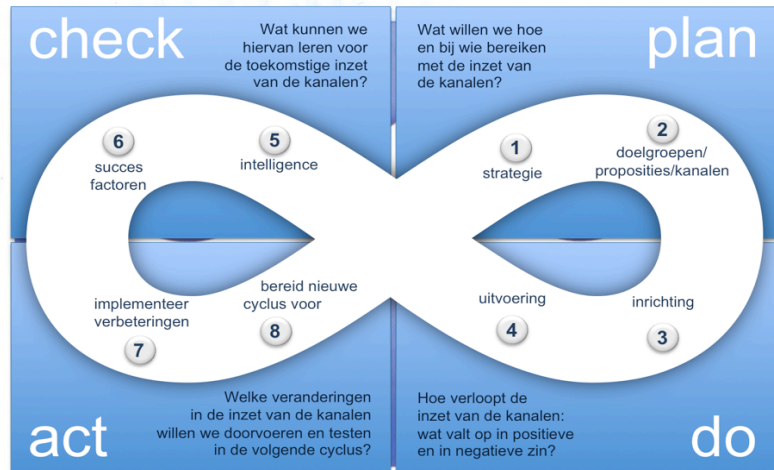 check
Wat kunnen we
hiervan leren voor
de toekomstige inzet
van de kanalen?
Wat willen we hoe
en bij wie bereiken
met de inzet van
de kanalen?
plan
6
succes
factoren
5
intelligence
1
strategie
2
doelgroepen/
proposities/kanalen
implementeer
verbeteringen
7
bereid nieuwe
cyclus voor
8
uitvoering
4
inrichting
3
act
Welke veranderingen
in de inzet van de kanalen
willen we doorvoeren en testen
in de volgende cyclus?
Hoe verloopt de
inzet van de kanalen:
wat valt op in positieve
en in negatieve zin?
do